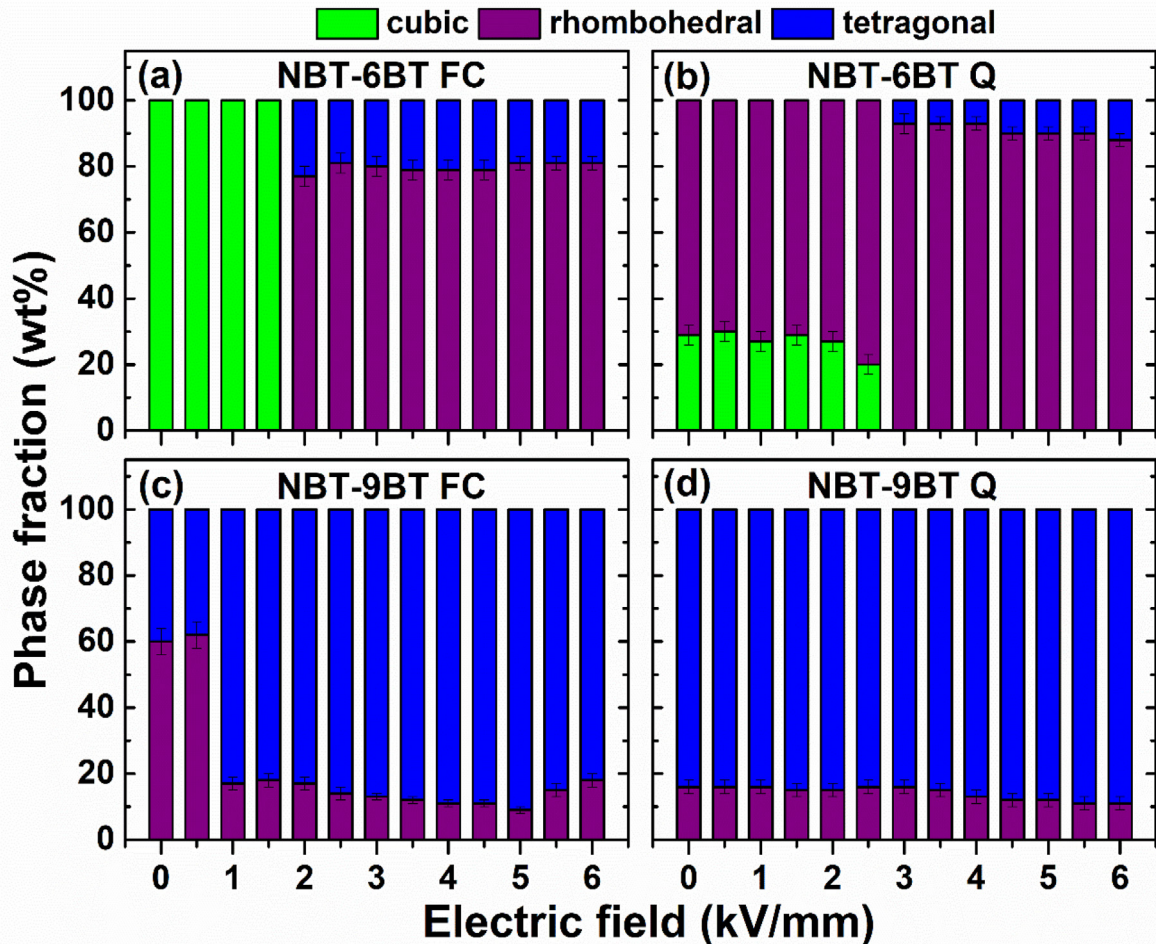 cubic rhombohedral tetragonal
(a) NBT-6BT FC
(b) NBT-6BT Q
100
80
60
40
20
0
(c) NBT-9BT FC
(d) NBT-9BT Q
100
80
60
40
20
0
0 1 2 3 4 5 6
0 1 2 3 4 5 6
Phase fraction (wt%)
Electric field (kV/mm)